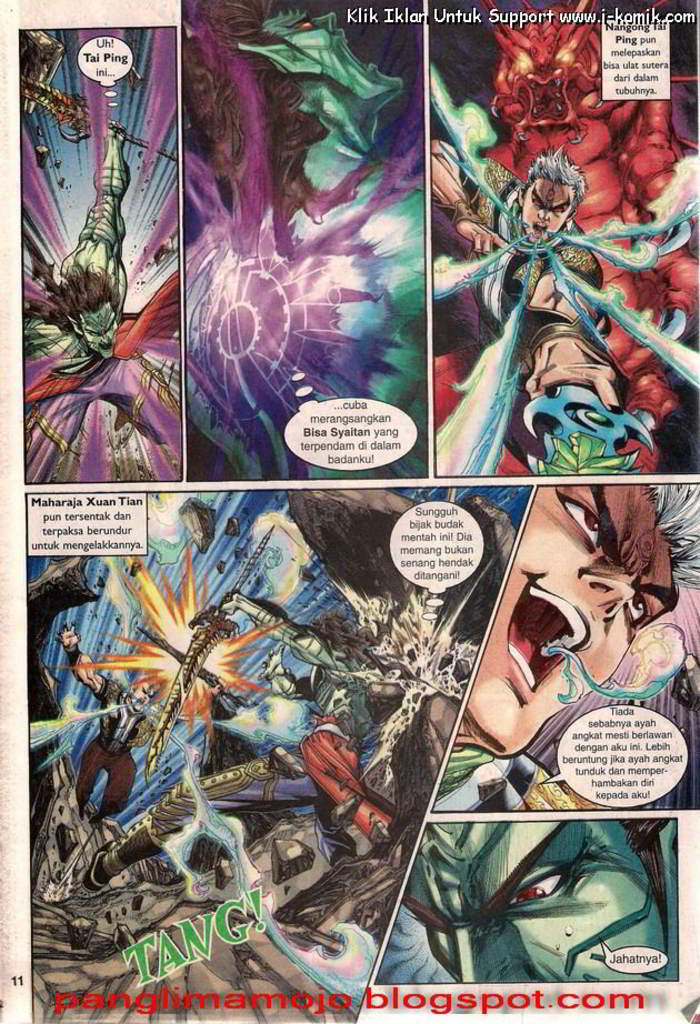 Klik Iklan Untuk Support www.j-komik.com
Uh!
Tai Ping
ini...
...cuba
merangsangkan
Bisa Syaitan yang
terpendam di dalam
badanku!
Nangong Tai
Ping pun
melepaskan
bisa ulat sutera
dari dalam
tubuhnya.
Maharaja Xuan Tian
pun tersentak dan
terpaksa berundur
untuk mengelakkannya.
Sungguh
bijak budak
mentah ini! Dia
memang bukan
senang hendak
ditangani!
TANG!
Tiada
sebabnya ayah
angkat mesti berlawan
dengan aku ini. Lebih
beruntung jika ayah angkat
tunduk dan memper-
hambakan diri
kepada aku!
Jahatnya!
11
panglimamojo blogspot.com